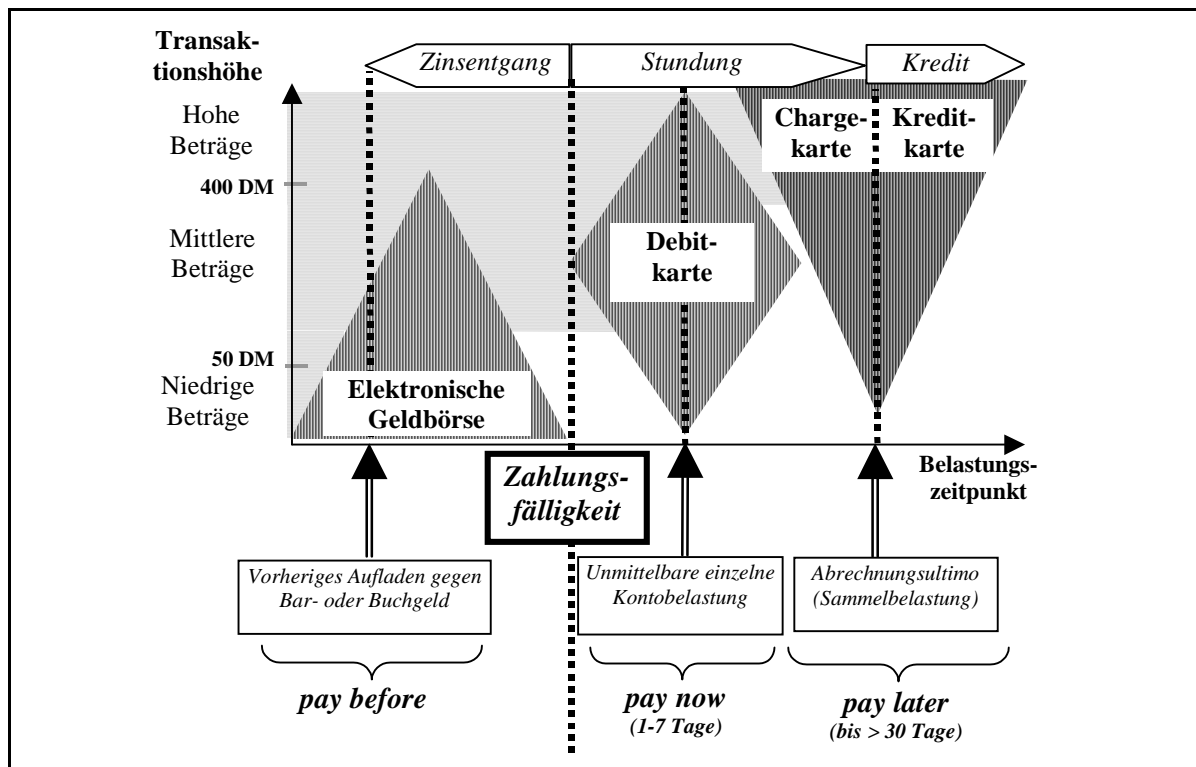 Transak-
tionshöhe
Zinsentgang
Stundung
Kredit
Hohe
Beträge
Charge-
karte
Kredit-
karte
400 DM
Mittlere
Beträge
Debit-
karte
50 DM
Niedrige
Beträge
Elektronische
Geldbörse
Belastungs-
zeitpunkt
Zahlungs-
fälligkeit
Vorheriges Aufladen gegen
Bar- oder Buchgeld
Unmittelbare einzelne
Kontobelastung
Abrechnungsultimo
(Sammelbelastung)
pay before
pay now
(1-7 Tage)
pay later
(bis > 30 Tage)